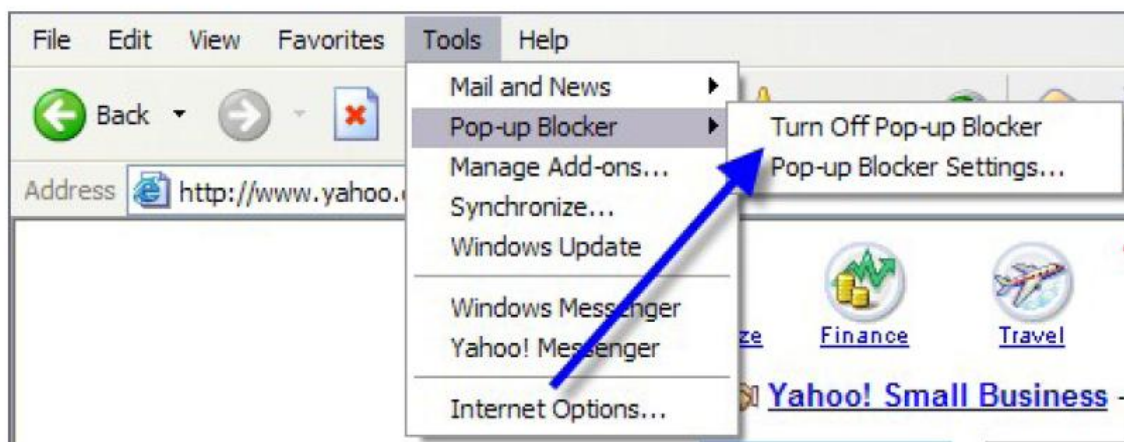 File Edit View Favorites Tools Help
Back
Address http://www.yahoo.
Mail and News
Pop-up Blocker
Manage Add-ons...
Synchronize...
Windows Update
Windows Messenger
Yahoo! Messenger
Internet Options...
Turn Off Pop-up Blocker
Pop-up Blocker Settings...
Finance Travel
Yahoo! Small Business -